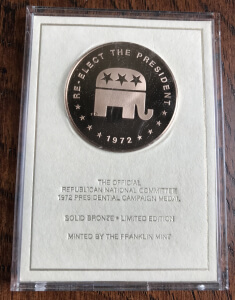 RE-ELECT THE PRESIDENT
1972
THE OFFICIAL
REPUBLICAN NATIONAL COMMITTEE
1972 PRESIDENTIAL CAMPAIGN MEDAL
SOLID BRONZE • LIMITED EDITION
MINTED BY THE FRANKLIN MINT